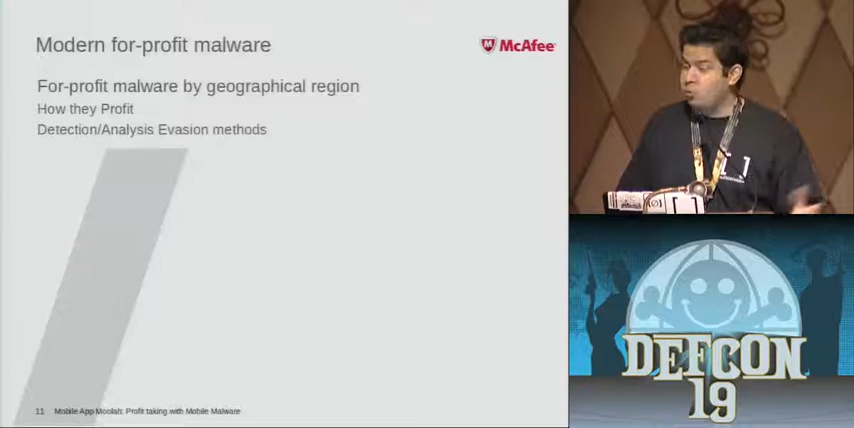 Modern for-profit malware
McAfee
For-profit malware by geographical region
How they Profit
Detection/Analysis Evasion methods
11 Mobile App Moolah: Profit taking with Mobile Malware
DEFCON
19